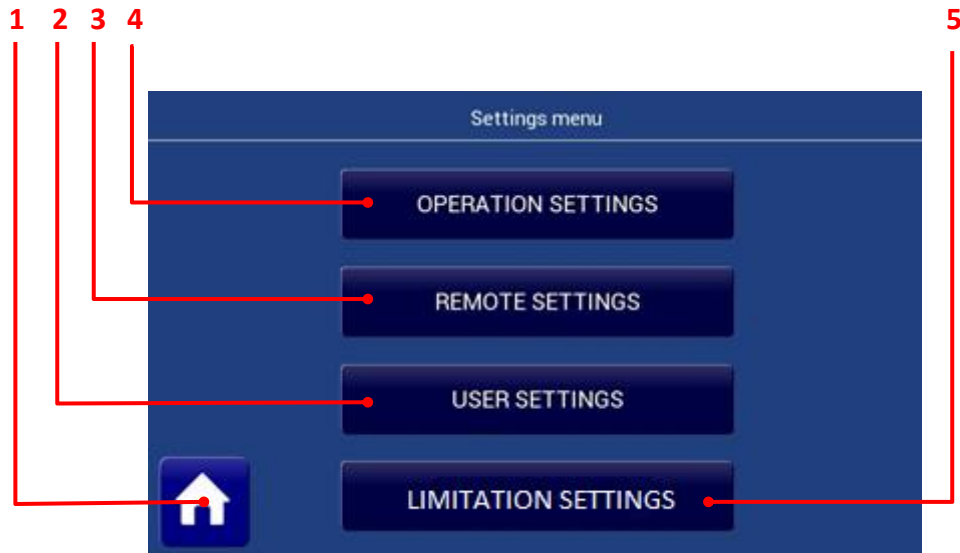 1 2 3 4 5
Settings menu
OPERATION SETTINGS
REMOTE SETTINGS
USER SETTINGS
LIMITATION SETTINGS